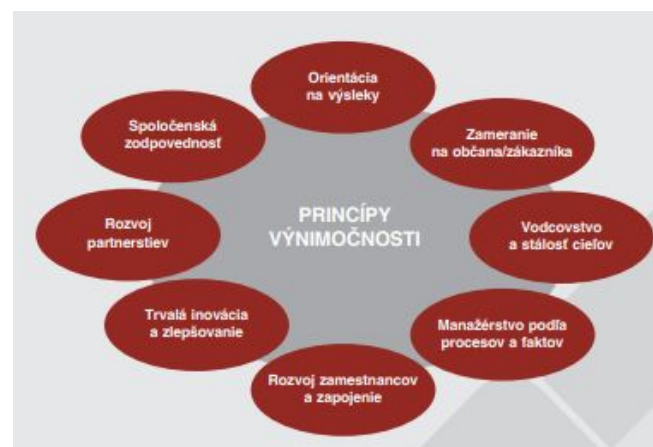 Orientácia
na výsleky
Spoločenská
zodpovednosť
Zameranie
na občana/zákazníka
PRINCÍPY
VÝNIMOČNOSTI
Rozvoj
partnerstiev
Vodcovstvo
a stálosť cieľov
Trvalá inovácia
a zlepšovanie
Manažérstvo podľa
procesov a faktov
Rozvoj zamestnancov
a zapojenie